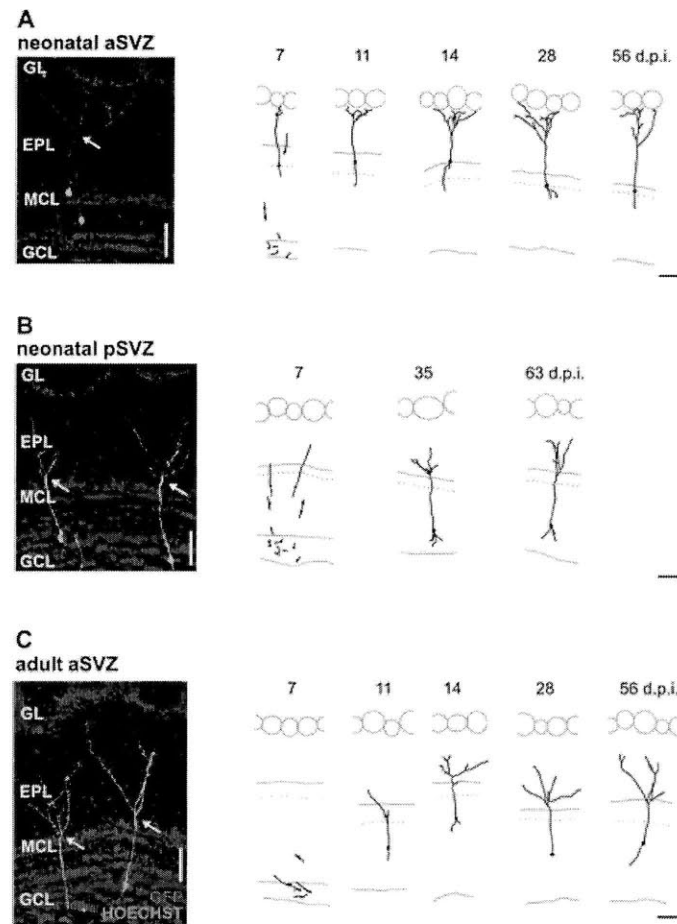 A
neonatal aSVZ
7 11 14 28 56 d.p.i.
GL
EPL
MCL
GCL
B
neonatal pSVZ
7 35 63 d.p.i.
GL
EPL
MCL
GCL
C
adult aSVZ
7 11 14 28 56 d.p.i.
GL
EPL
MCL
GCL
GFP
HOECHST